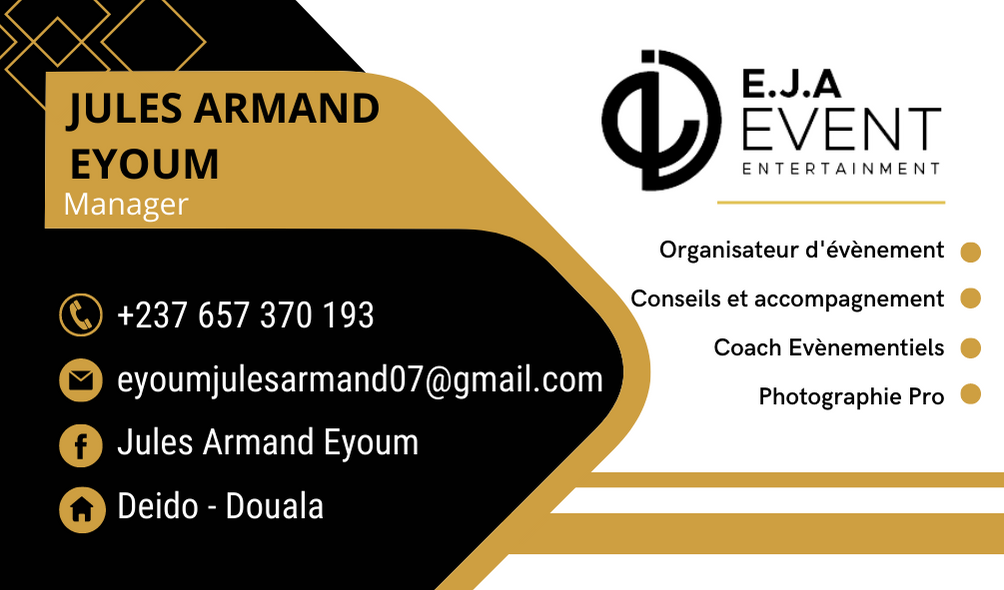 JULES ARMAND
EYOUM
Manager
+237 657 370 193
eyoumjulesarmand07@gmail.com
Jules Armand Eyoum
Deido - Douala
E.J.A
EVENT
ENTERTAINMENT
Organisateur d'évènement
Conseils et accompagnement
Coach Evènementiels
Photographie Pro